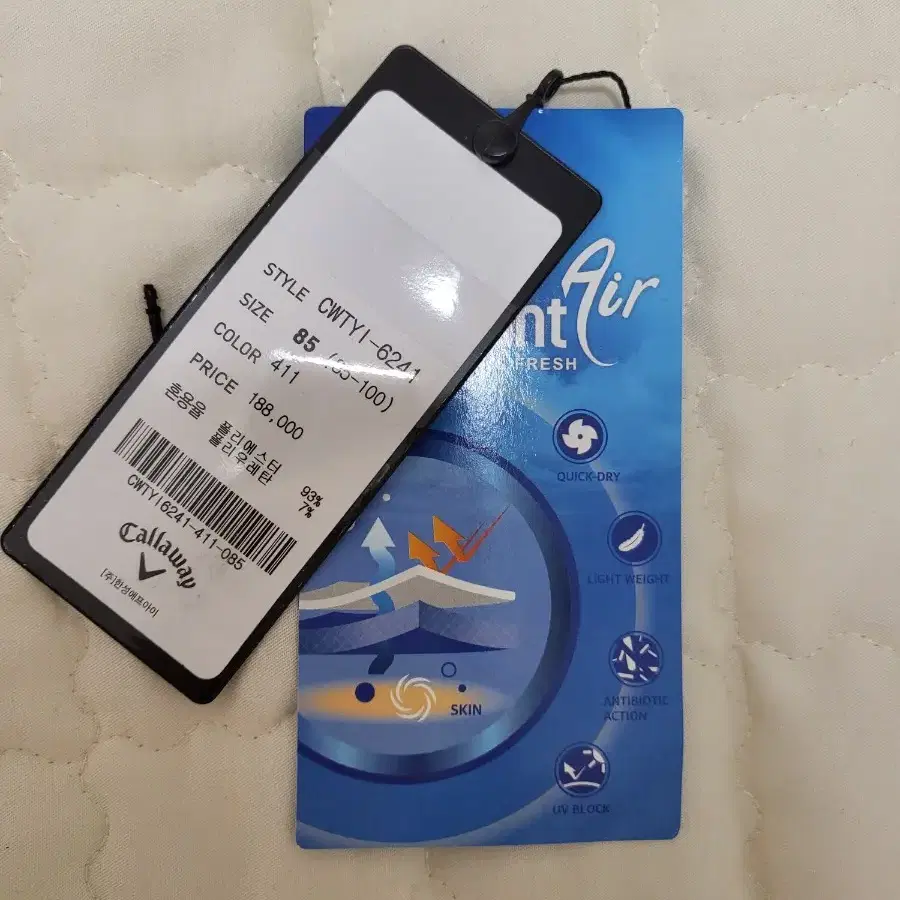 STYLE CWTYI-6241
SIZE 85 (85-100)
COLOR 411
PRICE 188,000
혼용율 폴리에스터 93%
폴리우레탄 7%
CWTYI6241-411-085
Callaway
[(주)한성에프아이]
nt Air
FRESH
QUICK-DRY
LIGHT WEIGHT
ANTIBIOTIC
ACTION
UV BLOCK
SKIN